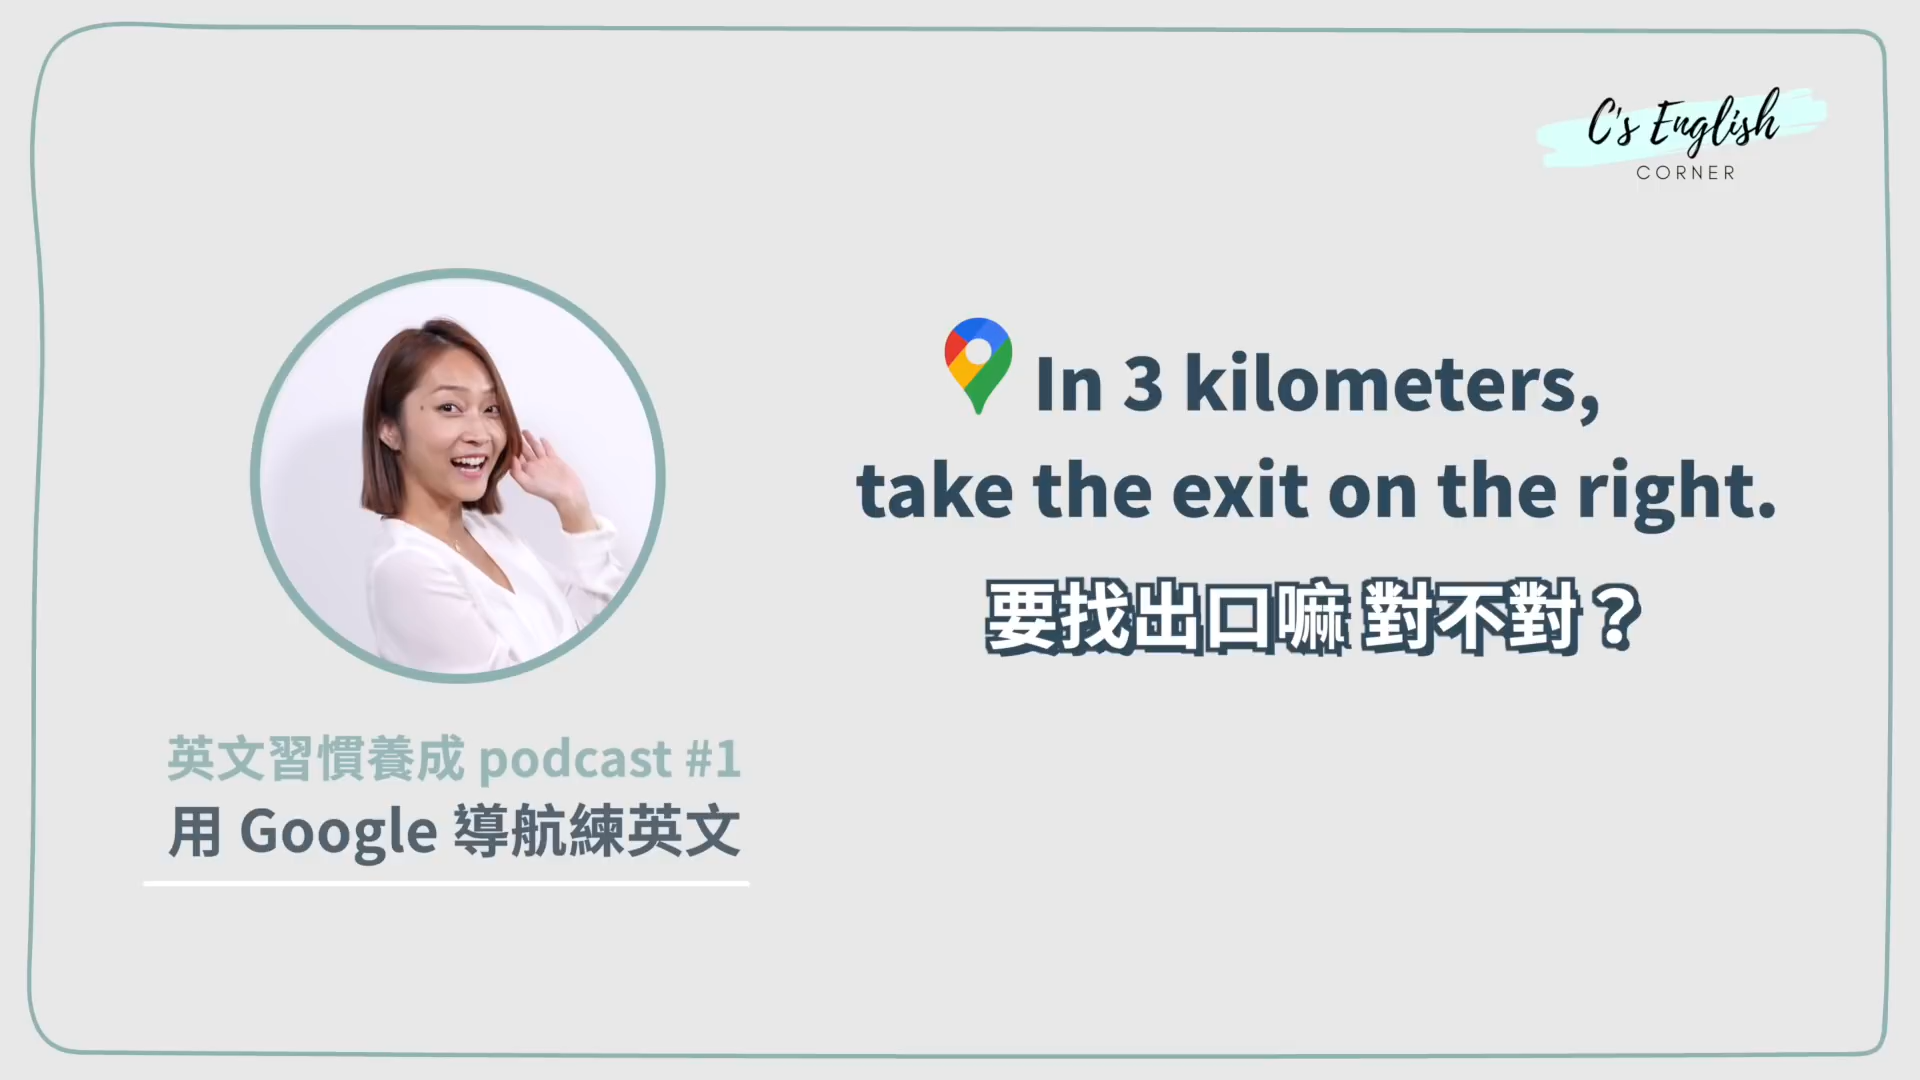 C's English
CORNER
In 3 kilometers,
take the exit on the right.
要找出口嘛 對不對？
英文習慣養成 podcast #1
用 Google 導航練英文